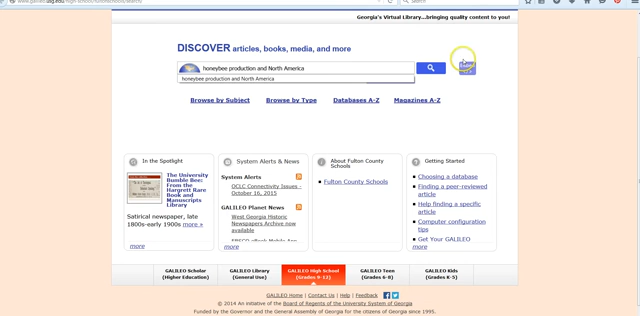 Georgia's Virtual Library...bringing quality content to you!
DISCOVER articles, books, media, and more
honeybee production and North America
honeybee production and North America
Browse by Subject Browse by Type Databases A-Z Magazines A-Z
In the Spotlight
The University
Bumble Bee:
From the
Hargrett Rare
Book and
Manuscripts
Library
Satirical newspaper, late
1800s-early 1900s more »
more
System Alerts & News
System Alerts
OCLC Connectivity Issues -
October 16, 2015
GALILEO Planet News
West Georgia Historic
Newspapers Archive now
available
EBSCO eBook Mobile App
more
About Fulton County
Schools
Fulton County Schools
Getting Started
Choosing a database
Finding a peer-reviewed
article
Help finding a specific
article
Computer configuration
tips
Get Your GALILEO
more
GALILEO Scholar
(Higher Education)
GALILEO Library
(General Use)
GALILEO High School
(Grades 9-12)
GALILEO Teen
(Grades 6-8)
GALILEO Kids
(Grades K-5)
GALILEO Home | Contact Us | Help | Feedback
© 2014 An initiative of the Board of Regents of the University System of Georgia
Funded by the Governor and the General Assembly of Georgia for the citizens of Georgia since 1995.